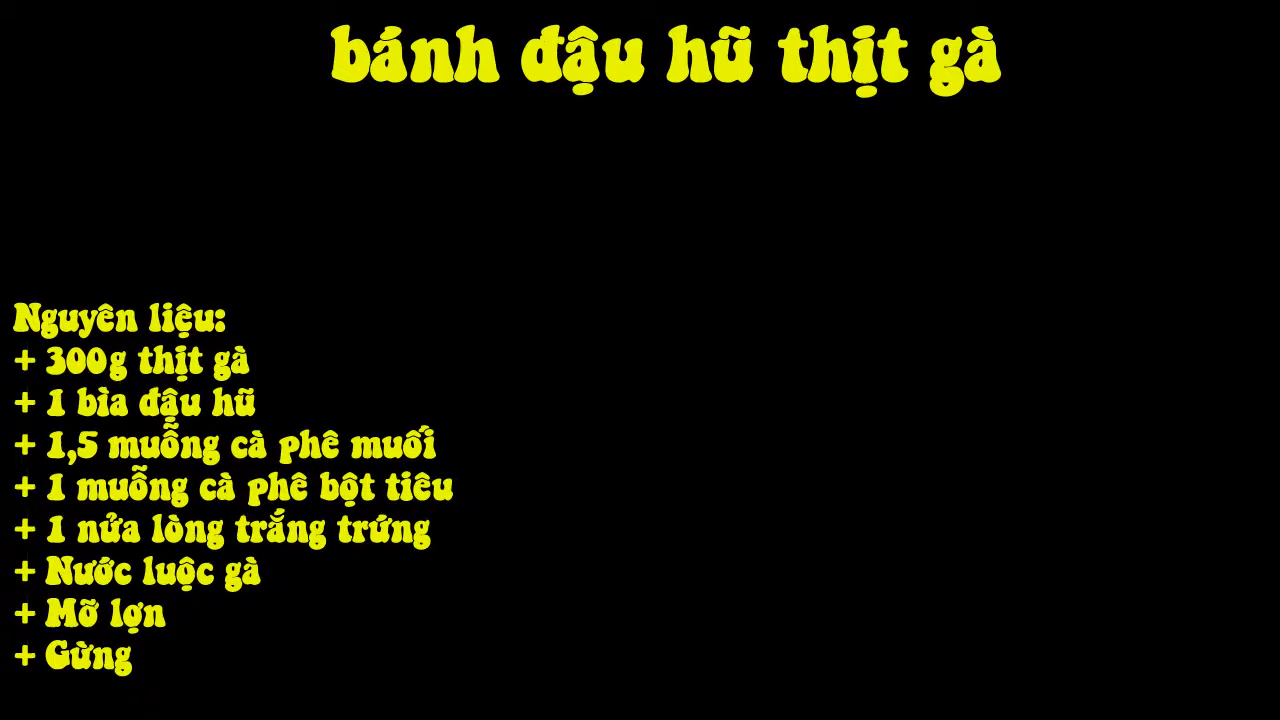 bánh đậu hũ thịt gà
Nguyên liệu:
+ 300g thịt gà
+ 1 bìa đậu hũ
+ 1,5 muỗng cà phê muối
+ 1 muỗng cà phê bột tiêu
+ 1 nửa lòng trắng trứng
+ Nước luộc gà
+ Mỡ lợn
+ Gừng